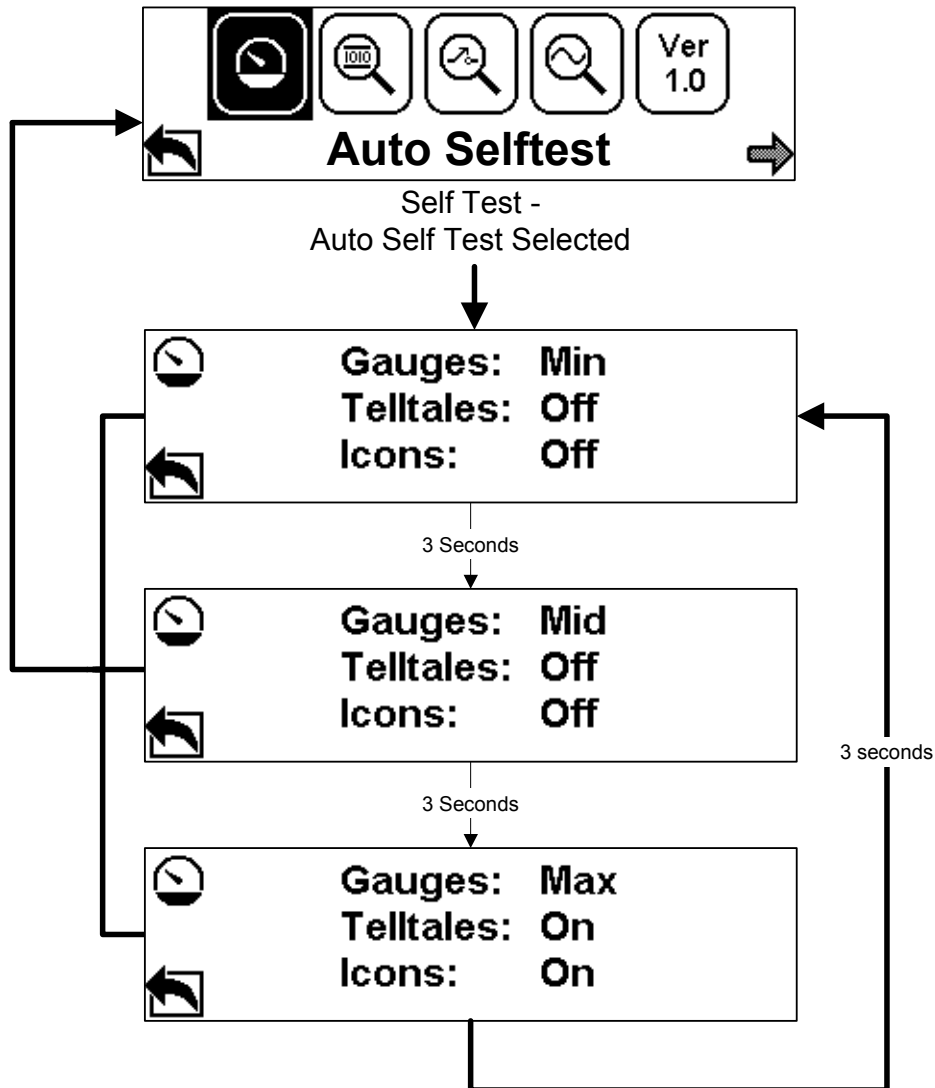 1010
Ver
1.0
Auto Selftest
Self Test -
Auto Self Test Selected
Gauges: Min
Telltales: Off
Icons: Off
3 Seconds
Gauges: Mid
Telltales: Off
Icons: Off
3 seconds
3 Seconds
Gauges: Max
Telltales: On
Icons: On